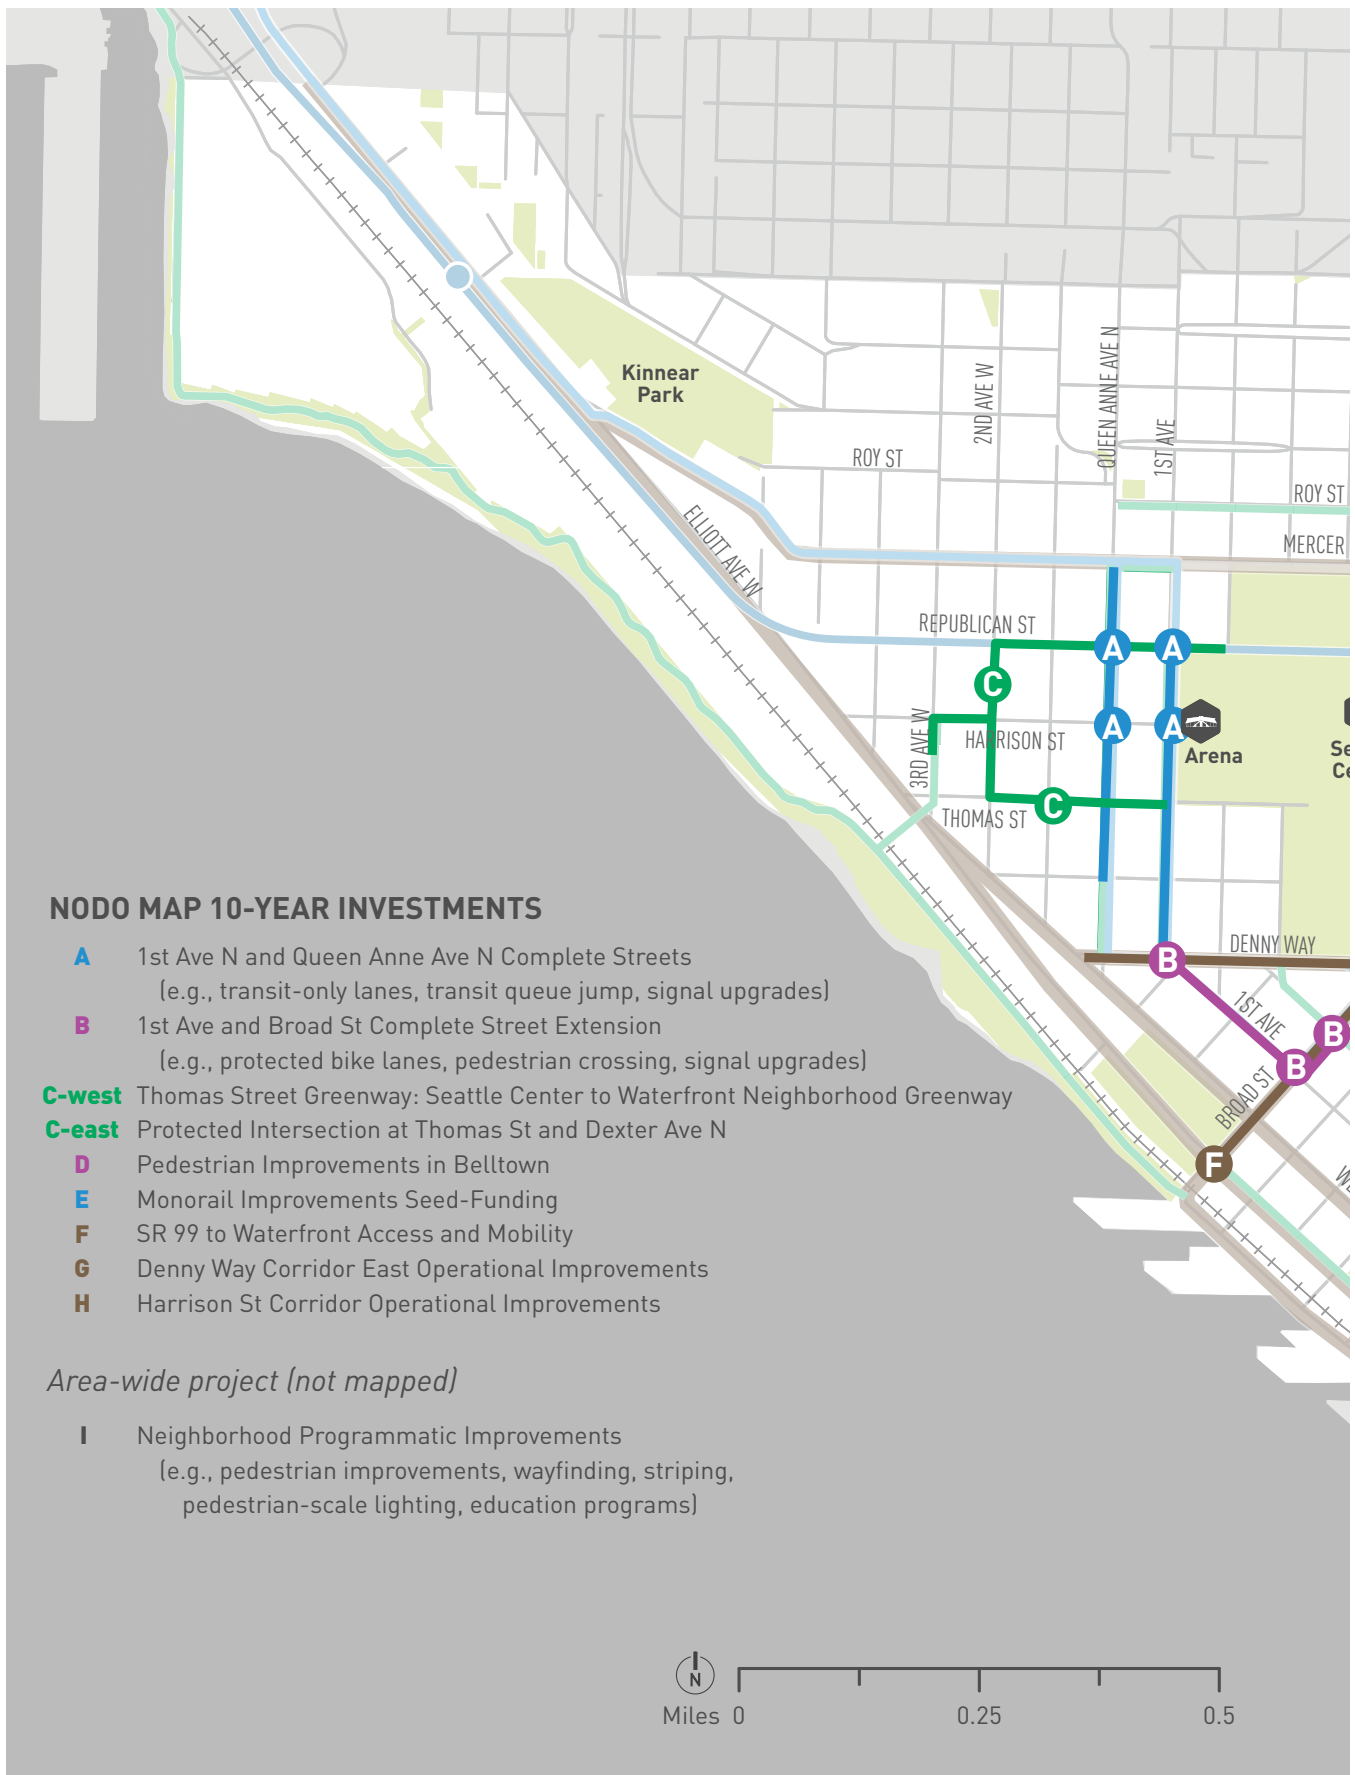 Kinnear
Park
2ND AVE W
QUEEN ANNE AVE N
1ST AVE
ROY ST
ROY ST
MERCER
ELLIOTT AVE W
REPUBLICAN ST
A
A
C
3RD AVE W
HARRISON ST
A
A
Arena
Se
Ce
THOMAS ST
C
DENNY WAY
B
1ST AVE
B
B
BROAD ST
F
WE
NODO MAP 10-YEAR INVESTMENTS
A 1st Ave N and Queen Anne Ave N Complete Streets
(e.g., transit-only lanes, transit queue jump, signal upgrades)
B 1st Ave and Broad St Complete Street Extension
(e.g., protected bike lanes, pedestrian crossing, signal upgrades)
C-west Thomas Street Greenway: Seattle Center to Waterfront Neighborhood Greenway
C-east Protected Intersection at Thomas St and Dexter Ave N
D Pedestrian Improvements in Belltown
E Monorail Improvements Seed-Funding
F SR 99 to Waterfront Access and Mobility
G Denny Way Corridor East Operational Improvements
H Harrison St Corridor Operational Improvements
Area-wide project (not mapped)
I Neighborhood Programmatic Improvements
(e.g., pedestrian improvements, wayfinding, striping,
pedestrian-scale lighting, education programs)
N
Miles 0 0.25 0.5